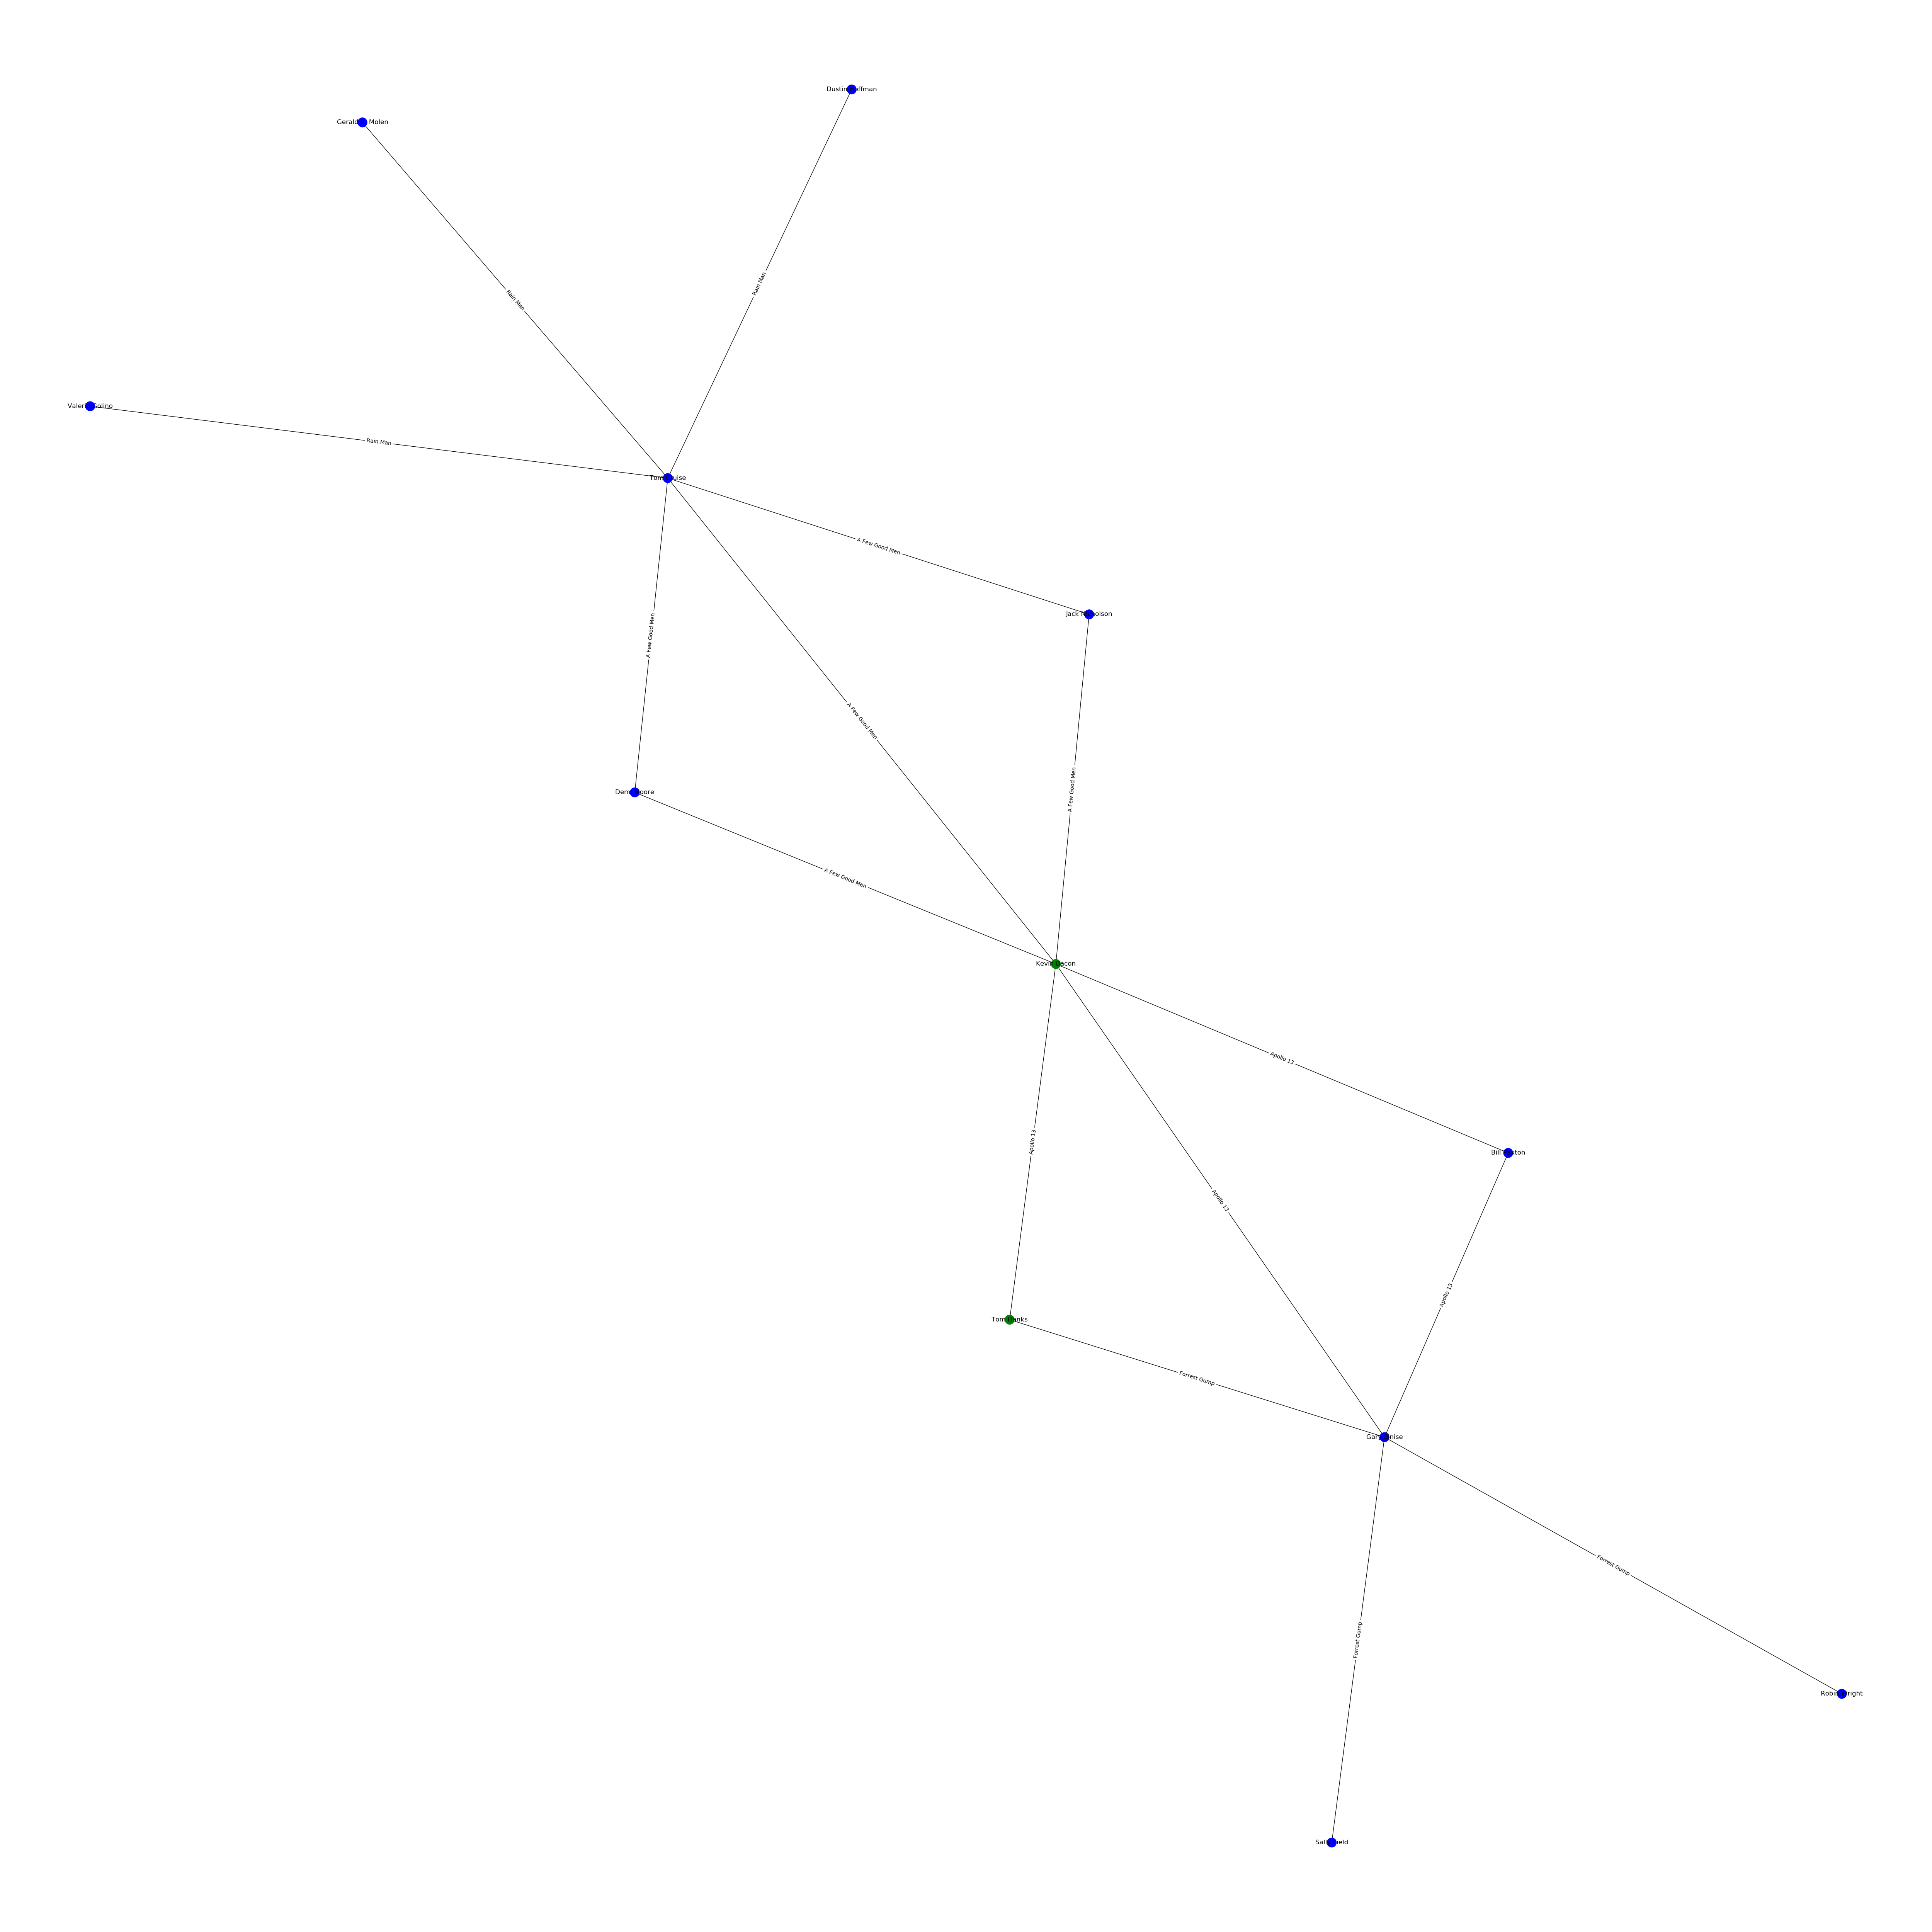 Dustin Hoffman
Gerald Molen
Rain Man
Rain Man
Valeria Golino
Rain Man
Tom Cruise
A Few Good Men
Jack Nicholson
A Few Good Men
A Few Good Men
A Few Good Men
Demi Moore
A Few Good Men
Kevin Bacon
Apollo 13
Apollo 13
Bill Paxton
Apollo 13
Apollo 13
Tom Hanks
Forrest Gump
Gary Sinise
Forrest Gump
Forrest Gump
Robin Wright
Sally Field